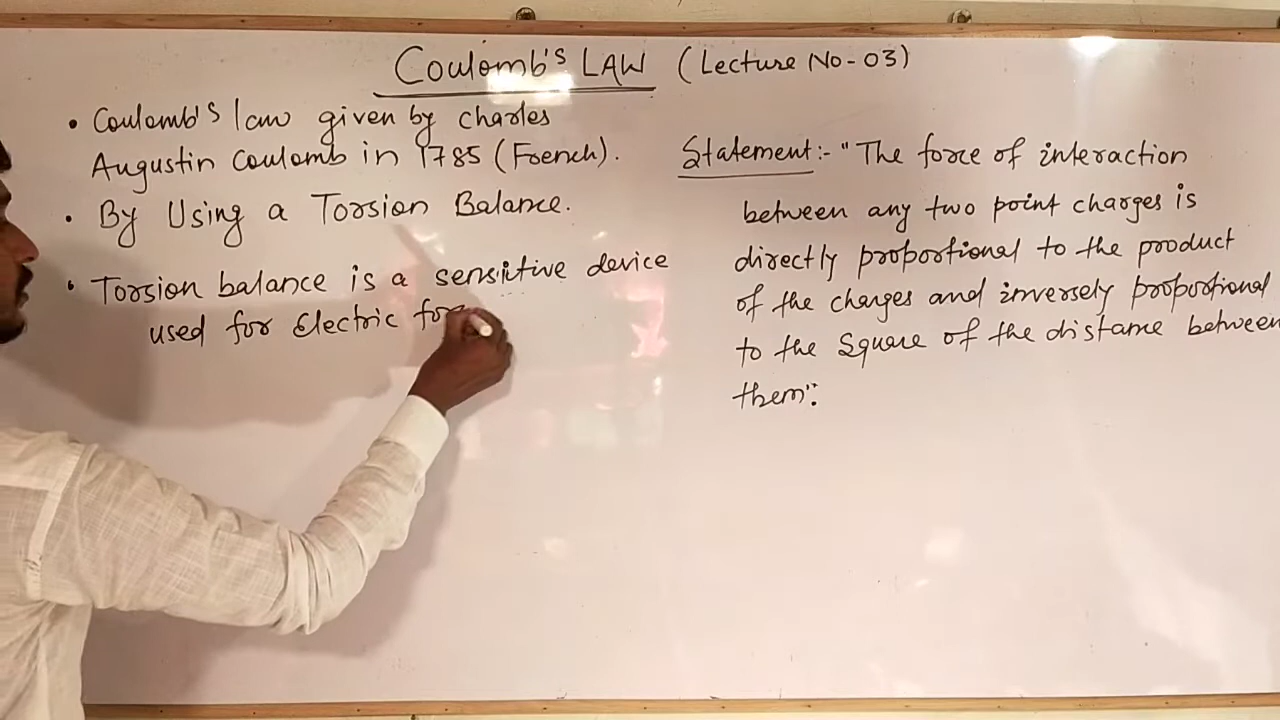 Coulomb's LAW (Lecture No-03)
• Coulomb's law given by charles
Augustin Coulomb in 1785 (French).
• By Using a Torsion Balance.
• Torsion balance is a sensitive device
used for Electric for
Statement:- "The force of interaction
between any two point charges is
directly proportional to the product
of the charges and inversely proportional
to the Square of the distance between
them".